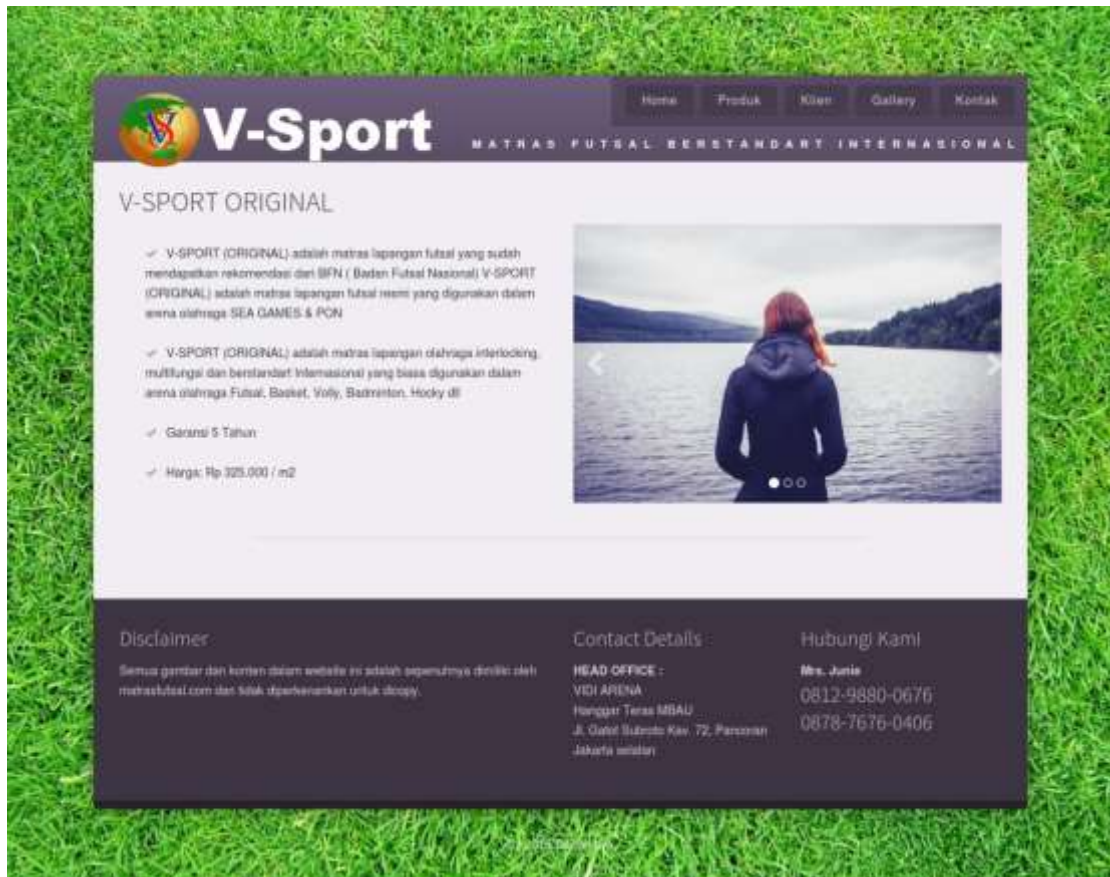 Home Produk Klien Gallery Kontak
VS V-Sport
MATRAS FUTSAL BERSTANDART INTERNASIONAL
V-SPORT ORIGINAL
V-SPORT (ORIGINAL) adalah matras lapangan futsal yang sudah
mendapatkan rekomendasi dari BFN ( Badan Futsal Nasional) V-SPORT
(ORIGINAL) adalah matras lapangan futsal resmi yang digunakan dalam
arena olahraga SEA GAMES & PON
V-SPORT (ORIGINAL) adalah matras lapangan olahraga interlocking,
multifungsi dan berstandart Internasional yang biasa digunakan dalam
arena olahraga Futsal, Basket, Volly, Badminton, Hocky dll
Garansi 5 Tahun
Harga: Rp 325.000 / m2
Disclaimer
Semua gambar dan konten dalam website ini adalah sepenuhnya dimiliki oleh
matrasfutsal.com dan tidak diperkenankan untuk dicopy.
Contact Details
HEAD OFFICE :
VIDI ARENA
Hanggar Teras MBAU
Jl. Gatot Subroto Kav. 72, Pancoran
Jakarta selatan
Hubungi Kami
Mrs. Junie
0812-9880-0676
0878-7676-0406